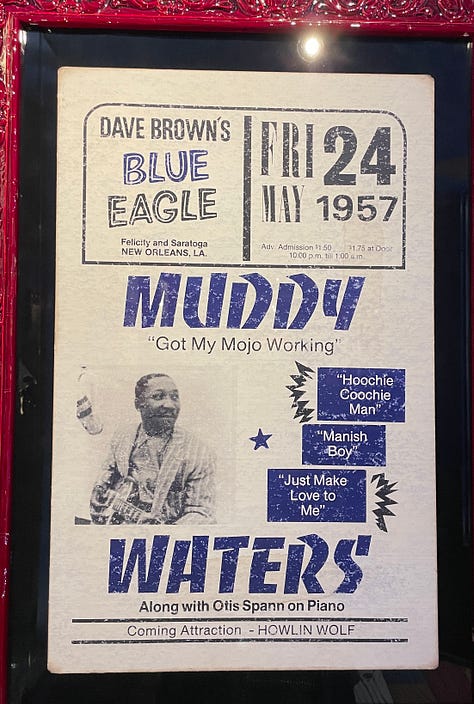 DAVE BROWN'S
BLUE
EAGLE
Felicity and Saratoga
NEW ORLEANS, LA.
FRI 24
MAY 1957
Adv. Admission $1.50 $1.75 at Door
10:00 p.m. till 1:00 a.m.
MUDDY
"Got My Mojo Working"
"Hoochie
Coochie
Man"
"Manish
Boy"
"Just Make
Love to
Me"
WATERS
Along with Otis Spann on Piano
Coming Attraction - HOWLIN WOLF